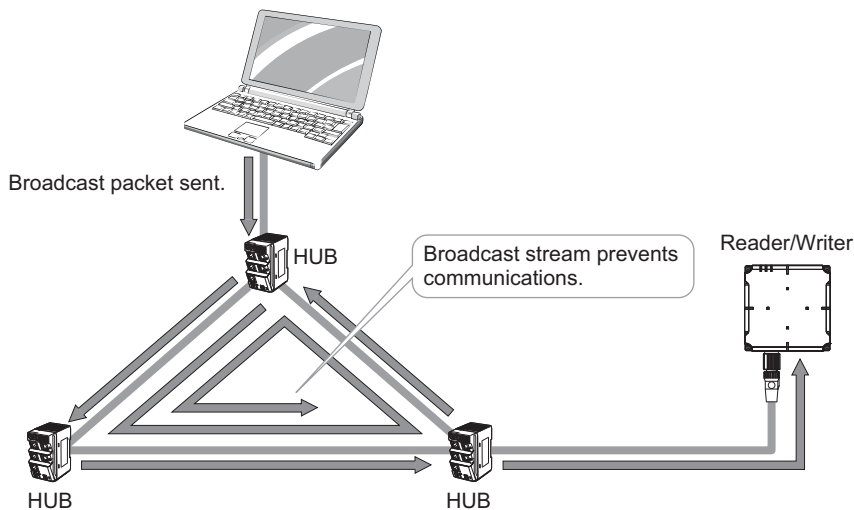 Broadcast packet sent.
HUB
Broadcast stream prevents
communications.
Reader/Writer
HUB
HUB